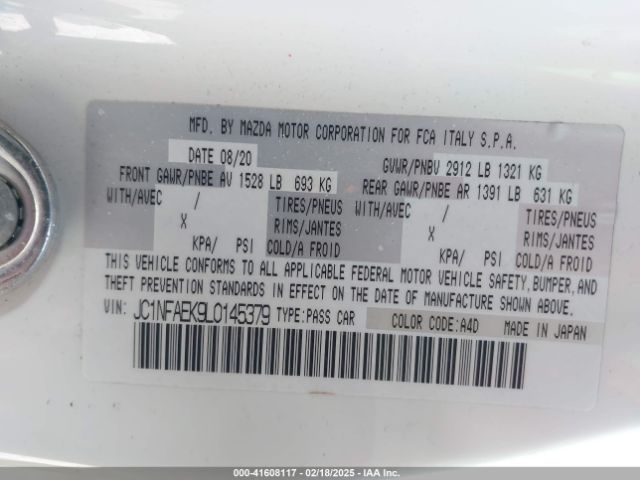 MFD. BY MAZDA MOTOR CORPORATION FOR FCA ITALY S.P.A.
DATE 08/20 GVWR/PNBV 2912 LB 1321 KG
FRONT GAWR/PNBE AV 1528 LB 693 KG REAR GAWR/PNBE AR 1391 LB 631 KG
WITH/AVEC / TIRES/PNEUS WITH/AVEC / TIRES/PNEUS
X RIMS/JANTES X RIMS/JANTES
KPA/ PSI COLD/A FROID KPA/ PSI COLD/A FROID
THIS VEHICLE CONFORMS TO ALL APPLICABLE FEDERAL MOTOR VEHICLE SAFETY, BUMPER, AND
THEFT PREVENTION STANDARDS IN EFFECT ON THE DATE OF MANUFACTURE SHOWN ABOVE.
VIN: JC1NFAEK9L0145379 TYPE:PASS CAR COLOR CODE:A4D MADE IN JAPAN
000-41608117 - 02/18/2025 - IAA Inc.